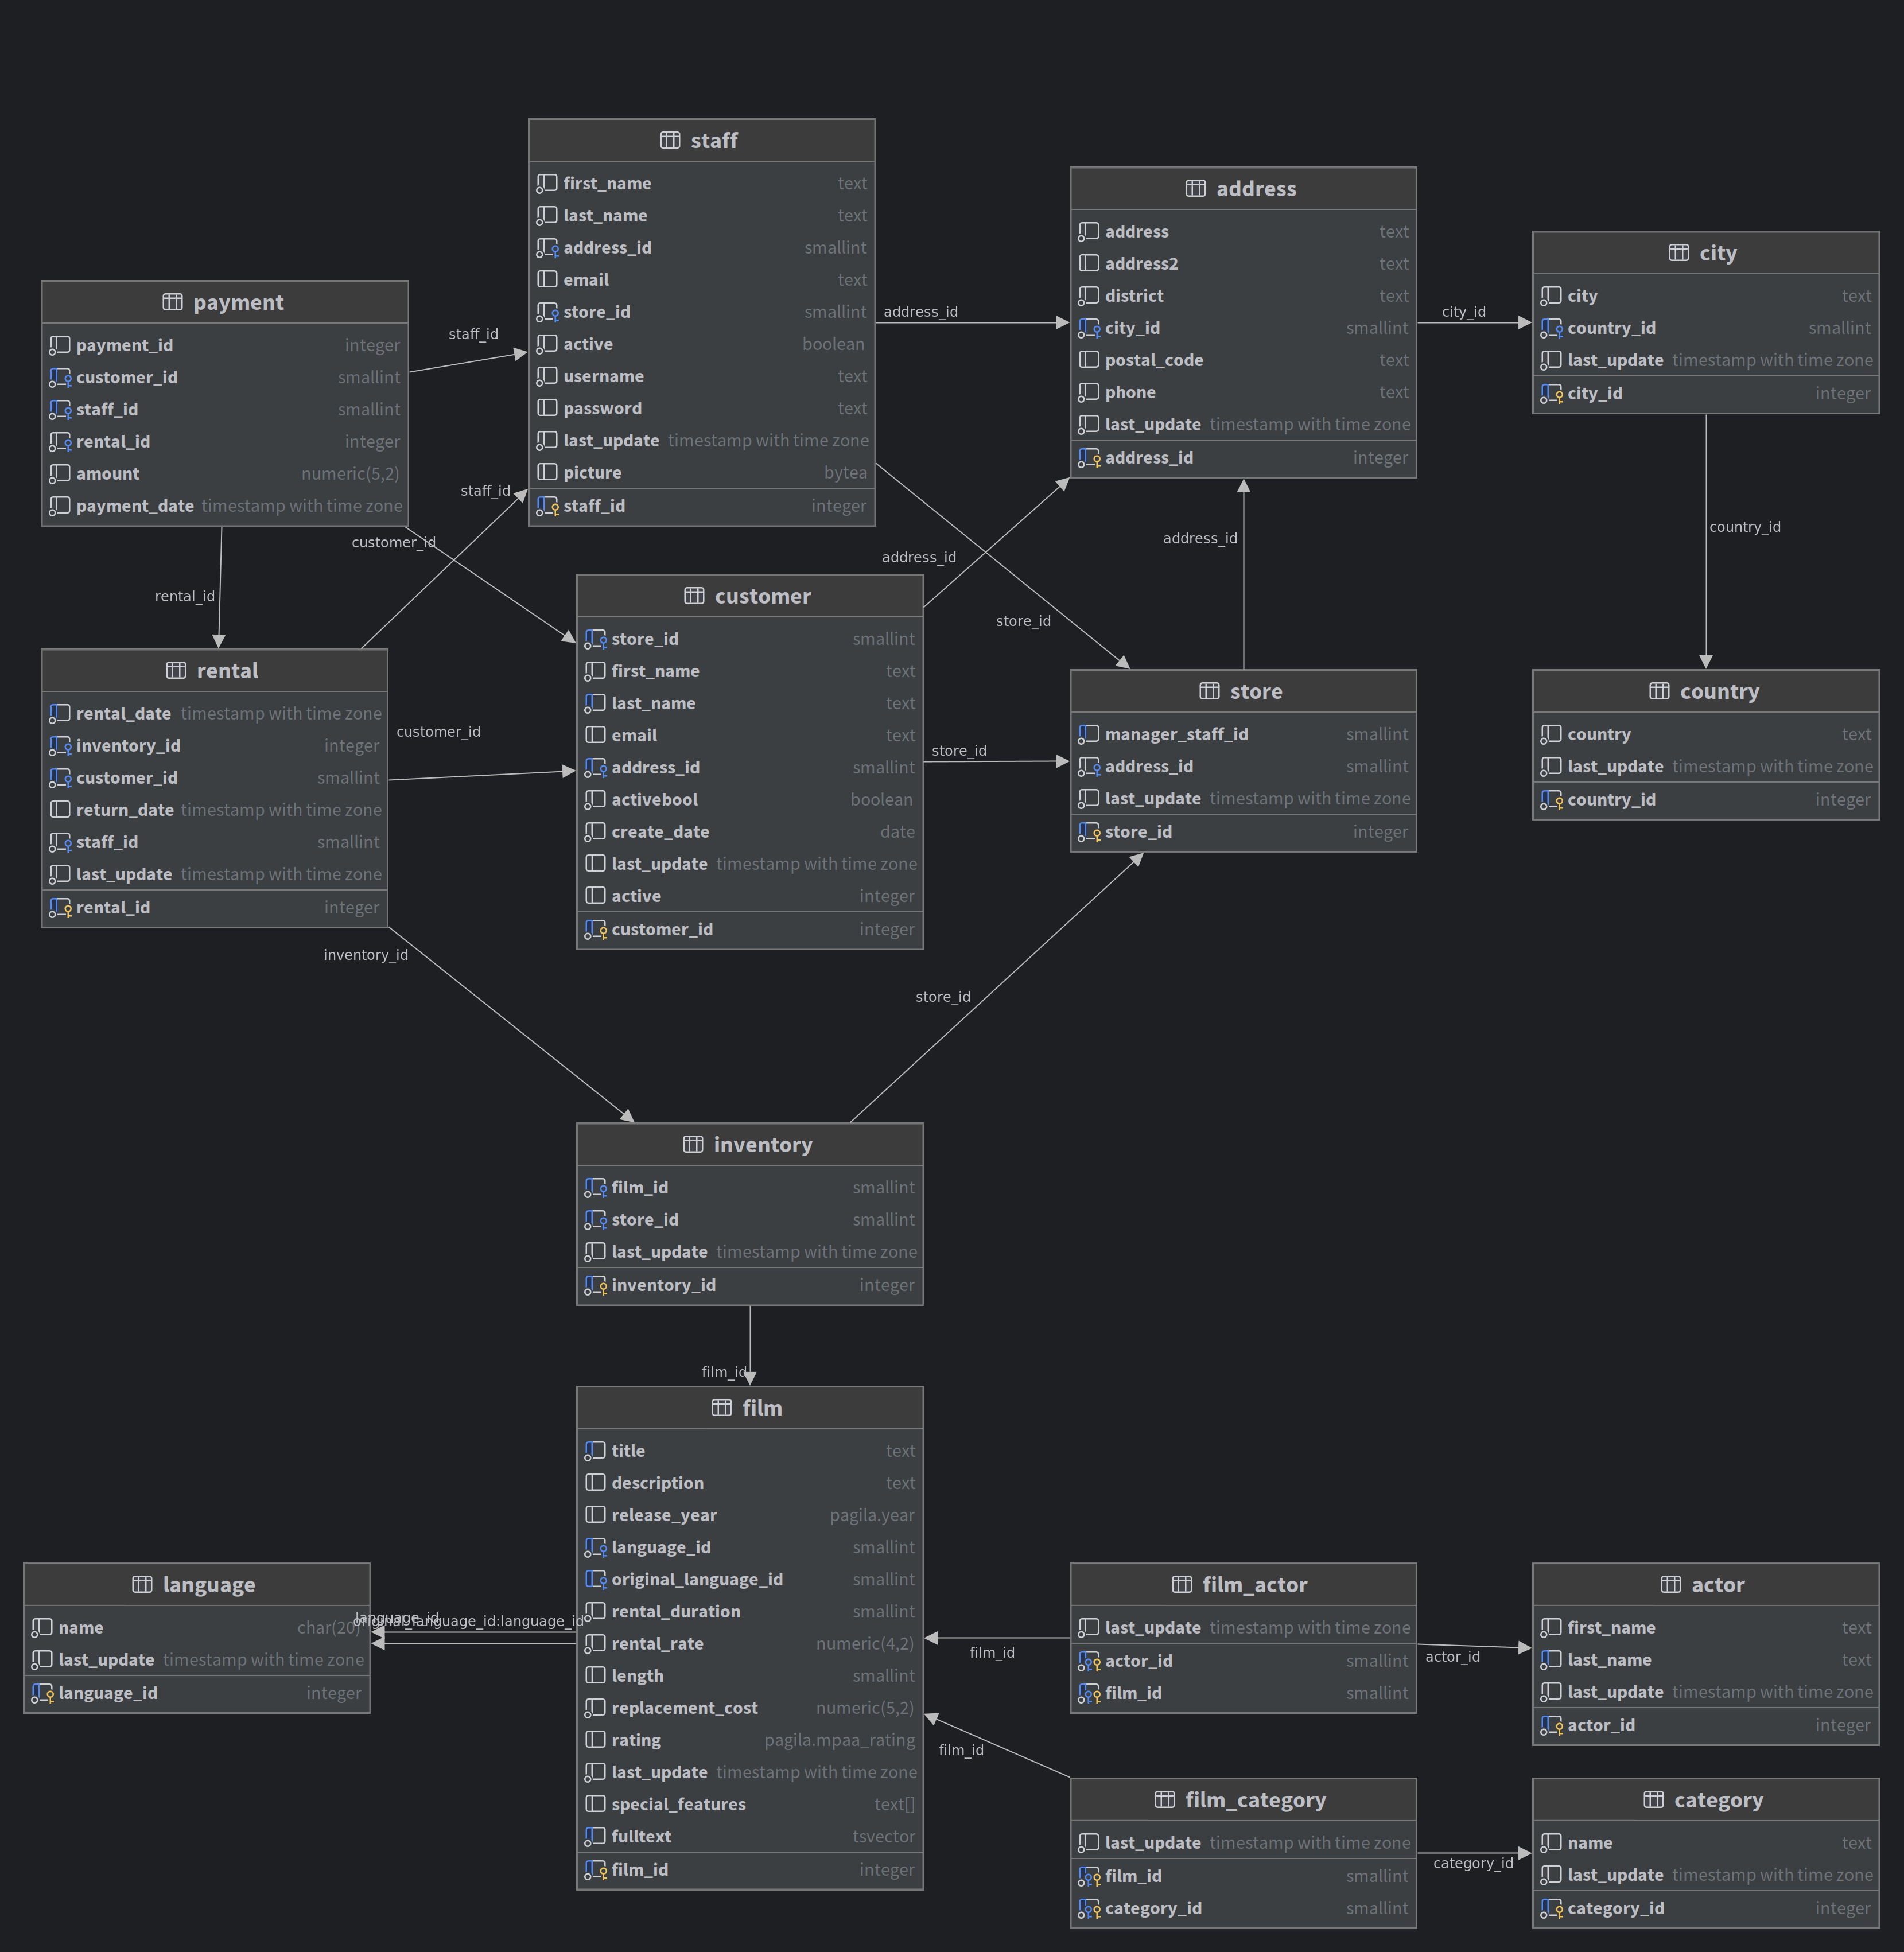 staff
first_name text
last_name text
address_id smallint
email text
store_id smallint
active boolean
username text
password text
last_update timestamp with time zone
picture bytea
staff_id integer
address
address text
address2 text
district text
city_id smallint
postal_code text
phone text
last_update timestamp with time zone
address_id integer
city
city text
country_id smallint
last_update timestamp with time zone
city_id integer
payment
payment_id integer
customer_id smallint
staff_id smallint
rental_id integer
amount numeric(5,2)
payment_date timestamp with time zone
staff_id
address_id
city_id
staff_id
customer_id
rental_id
address_id
address_id
country_id
store_id
customer
store_id smallint
first_name text
last_name text
email text
address_id smallint
activebool boolean
create_date date
last_update timestamp with time zone
active integer
customer_id integer
rental
rental_date timestamp with time zone
inventory_id integer
customer_id smallint
return_date timestamp with time zone
staff_id smallint
last_update timestamp with time zone
rental_id integer
customer_id
store_id
store
manager_staff_id smallint
address_id smallint
last_update timestamp with time zone
store_id integer
country
country text
last_update timestamp with time zone
country_id integer
inventory_id
store_id
inventory
film_id smallint
store_id smallint
last_update timestamp with time zone
inventory_id integer
film_id
film
title text
description text
release_year pagila.year
language_id smallint
original_language_id smallint
rental_duration smallint
rental_rate numeric(4,2)
length smallint
replacement_cost numeric(5,2)
rating pagila.mpaa_rating
last_update timestamp with time zone
special_features text[]
fulltext tsvector
film_id integer
language
name char(20)
last_update timestamp with time zone
language_id integer
language_id
original_language_id:language_id
film_actor
last_update timestamp with time zone
actor_id smallint
film_id smallint
film_id
actor_id
actor
first_name text
last_name text
last_update timestamp with time zone
actor_id integer
film_id
film_category
last_update timestamp with time zone
film_id smallint
category_id smallint
category_id
category
name text
last_update timestamp with time zone
category_id integer